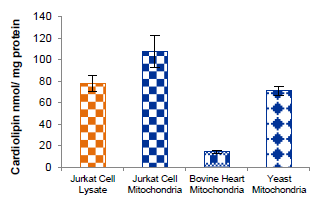 Cardiolipin nmol/ mg protein
140
120
100
80
60
40
20
0
Jurkat Cell
Lysate
Jurkat Cell
Mitochondria
Bovine Heart
Mitochondria
Yeast
Mitochondria